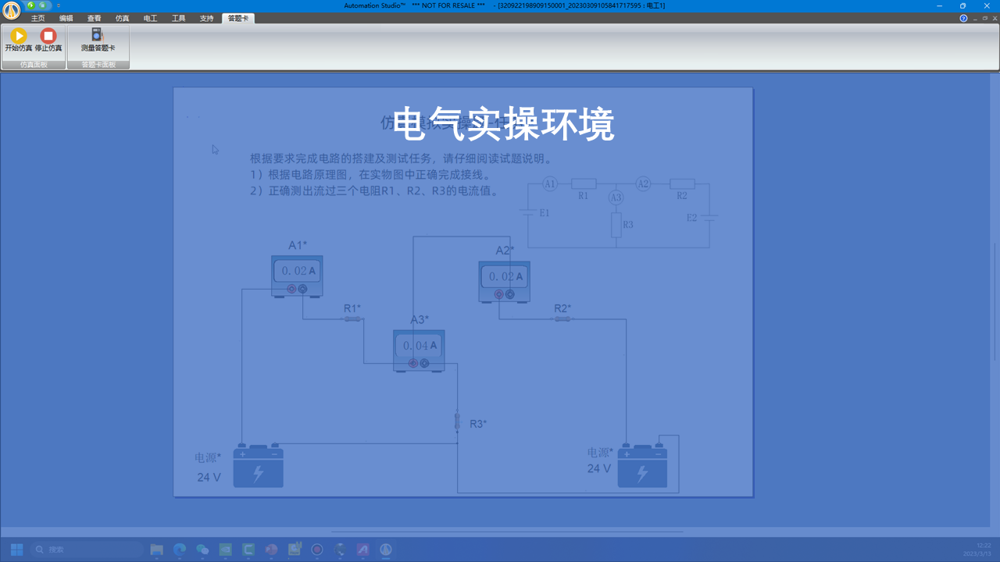 Automation Studio™ *** NOT FOR RESALE *** - [320922198909150001_20230309105841717595 : 电工1]
主页 编辑 查看 仿真 电工 工具 支持 答题卡
开始仿真 停止仿真 测量答题卡
仿真面板 答题卡面板
电气实操环境
根据要求完成电路的搭建及测试任务，请仔细阅读试题说明。
1）根据电路原理图，在实物图中正确完成接线。
2）正确测出流过三个电阻R1、R2、R3的电流值。
A1 R1 A3 A2 R2
E1 R3 E2
A1*
0.02 A
A2*
0.02 A
R1*
R2*
A3*
0.04 A
R3*
电源*
24 V
电源*
24 V
搜索
12:22
2023/3/13